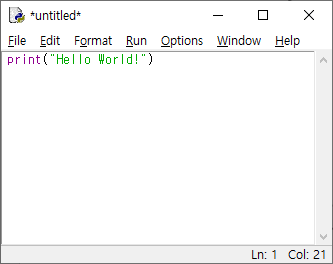 *untitled*
File Edit Format Run Options Window Help
print("Hello World!")
Ln: 1 Col: 21